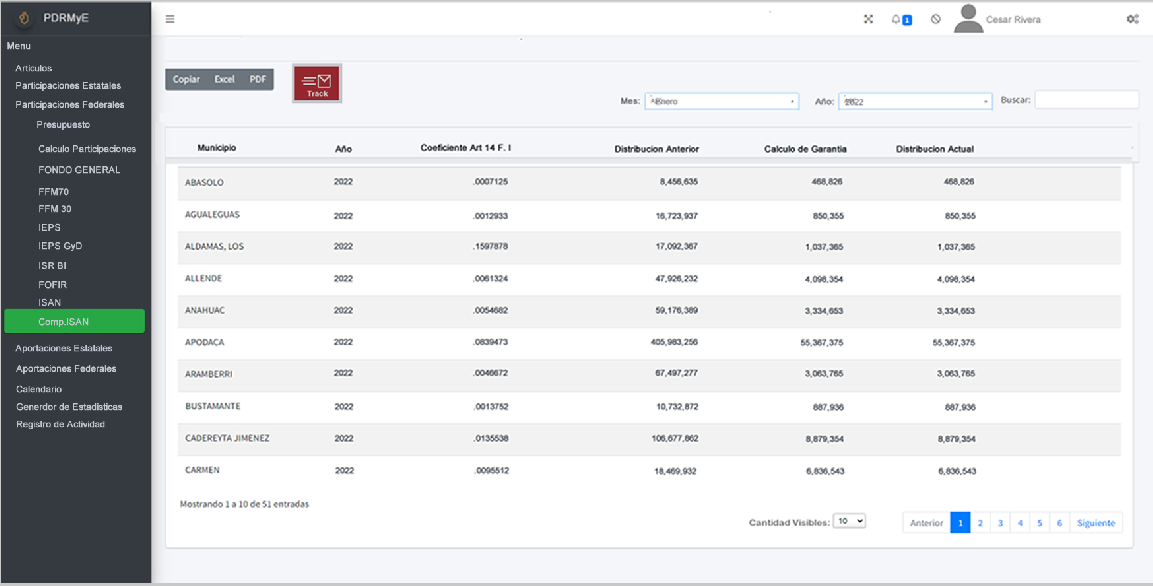 PDRMyE
1
Cesar Rivera
Menu
Artículos
Participaciones Estatales
Participaciones Federales
Presupuesto
Calculo Participaciones
FONDO GENERAL
FFM70
FFM 30
IEPS
IEPS GyD
ISR BI
FOFIR
ISAN
Comp.ISAN
Aportaciones Estatales
Aportaciones Federales
Calendario
Generdor de Estadísticas
Registro de Actividad
Copiar Excel PDF
Track
Mes: Enero Año: 2022 Buscar:
Municipio Año Coeficiente Art 14 F. I Distribucion Anterior Calculo de Garantia Distribucion Actual
ABASOLO 2022 .0007125 8,456,635 468,826 468,826
AGUALEGUAS 2022 .0012933 16,723,937 850,355 850,355
ALDAMAS, LOS 2022 .1597878 17,092,367 1,037,365 1,037,365
ALLENDE 2022 .0061324 47,926,232 4,098,354 4,098,354
ANAHUAC 2022 .0054682 59,176,389 3,334,653 3,334,653
APODACA 2022 .0839473 405,983,256 55,367,375 55,367,375
ARAMBERRI 2022 .0046672 67,497,277 3,063,765 3,063,765
BUSTAMANTE 2022 .0013752 10,732,872 687,936 687,936
CADEREYTA JIMENEZ 2022 .0135538 106,677,862 8,879,354 8,879,354
CARMEN 2022 .0095512 18,469,932 6,836,543 6,836,543
Mostrando 1 a 10 de 51 entradas
Cantidad Visibles: 10 Anterior 1 2 3 4 5 6 Siguiente